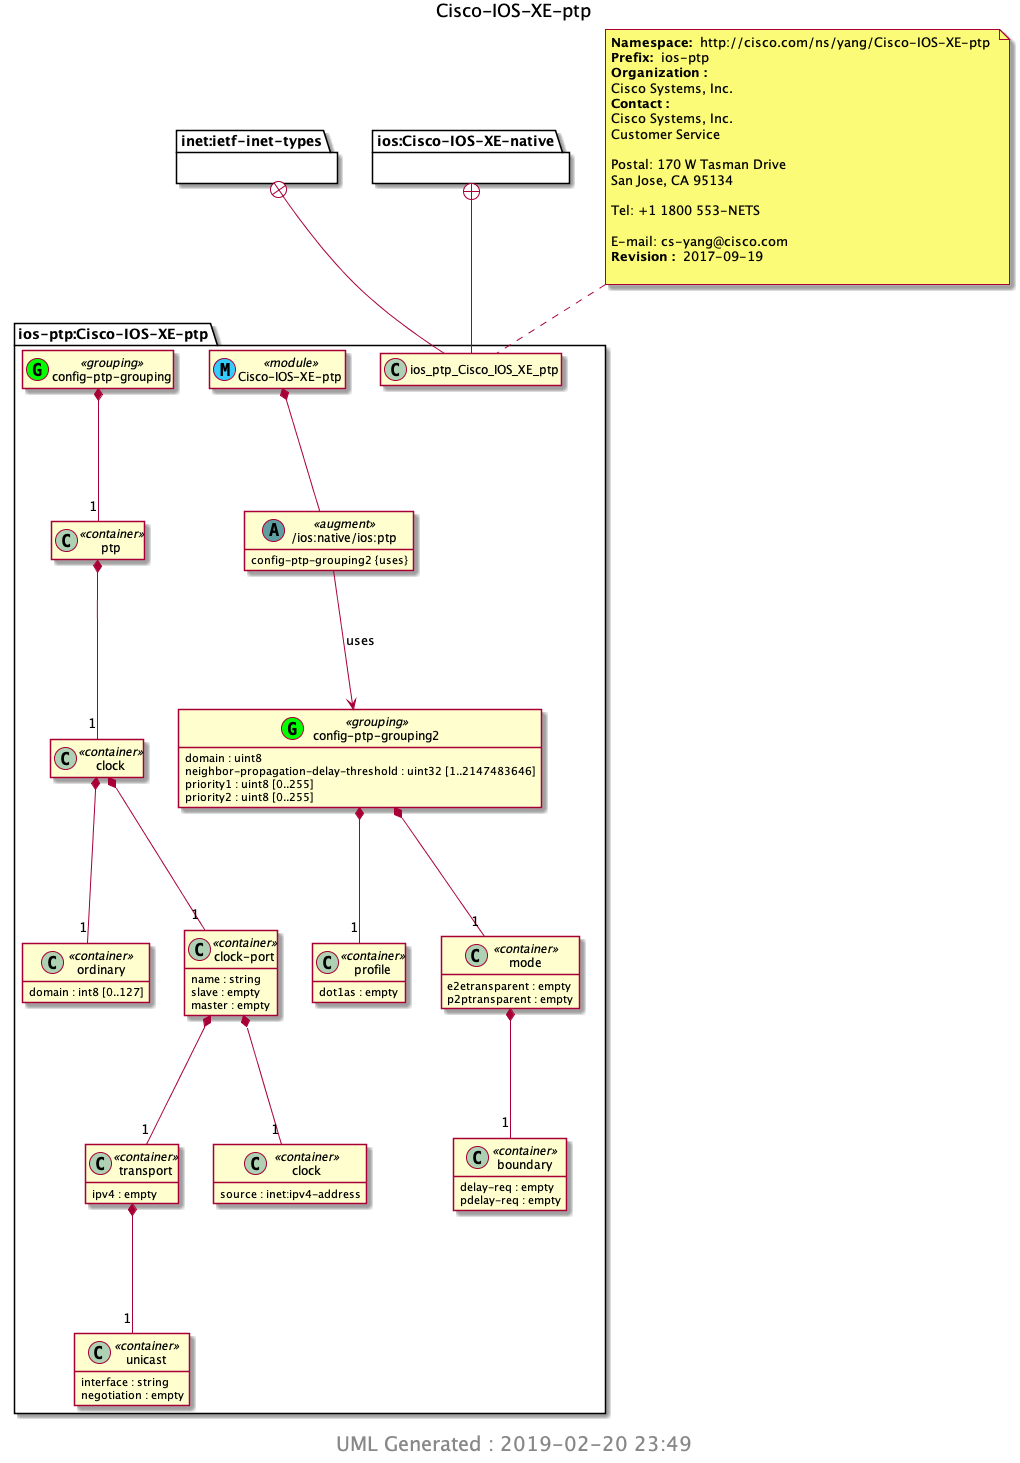 Cisco-IOS-XE-ptp
Namespace: http://cisco.com/ns/yang/Cisco-IOS-XE-ptp
Prefix: ios-ptp
Organization :
Cisco Systems, Inc.
Contact :
Cisco Systems, Inc.
Customer Service
Postal: 170 W Tasman Drive
San Jose, CA 95134
Tel: +1 1800 553-NETS
E-mail: cs-yang@cisco.com
Revision : 2017-09-19
inet:ietf-inet-types
ios:Cisco-IOS-XE-native
ios-ptp:Cisco-IOS-XE-ptp
G
«grouping»
config-ptp-grouping
M
«module»
Cisco-IOS-XE-ptp
C
ios_ptp_Cisco_IOS_XE_ptp
1
C
«container»
ptp
A
«augment»
/ios:native/ios:ptp
config-ptp-grouping2 {uses}
uses
1
C
«container»
clock
G
«grouping»
config-ptp-grouping2
domain : uint8
neighbor-propagation-delay-threshold : uint32 [1..2147483646]
priority1 : uint8 [0..255]
priority2 : uint8 [0..255]
1
C
«container»
ordinary
domain : int8 [0..127]
1
C
«container»
clock-port
name : string
slave : empty
master : empty
1
C
«container»
profile
dot1as : empty
1
C
«container»
mode
e2etransparent : empty
p2ptransparent : empty
1
C
«container»
transport
ipv4 : empty
1
C
«container»
clock
source : inet:ipv4-address
1
C
«container»
boundary
delay-req : empty
pdelay-req : empty
1
C
«container»
unicast
interface : string
negotiation : empty
UML Generated : 2019-02-20 23:49